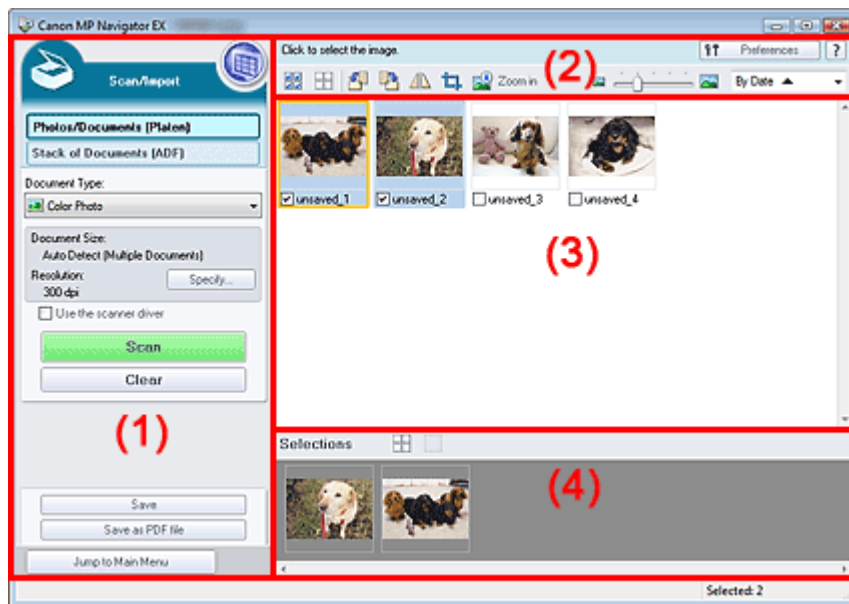 Canon MP Navigator EX
Scan/Import
Photos/Documents (Platen)
Stack of Documents (ADF)
Document Type:
Color Photo
Document Size:
Auto Detect (Multiple Documents)
Resolution:
300 dpi
Specify...
Use the scanner driver
Scan
Clear
(1)
Save
Save as PDF file
Jump to Main Menu
Click to select the image.
Preferences
?
Zoom in
(2)
By Date
unsaved_1
unsaved_2
unsaved_3
unsaved_4
(3)
Selections
(4)
Selected: 2